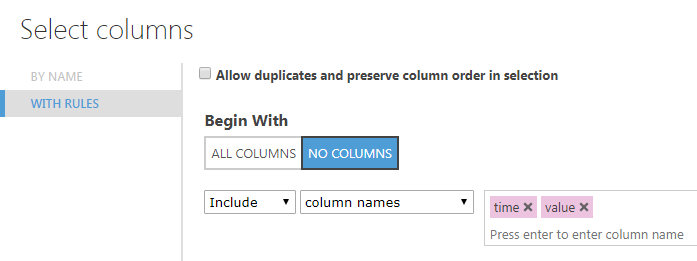 Select columns
BY NAME
WITH RULES
Allow duplicates and preserve column order in selection
Begin With
ALL COLUMNS NO COLUMNS
Include column names time value
Press enter to enter column name